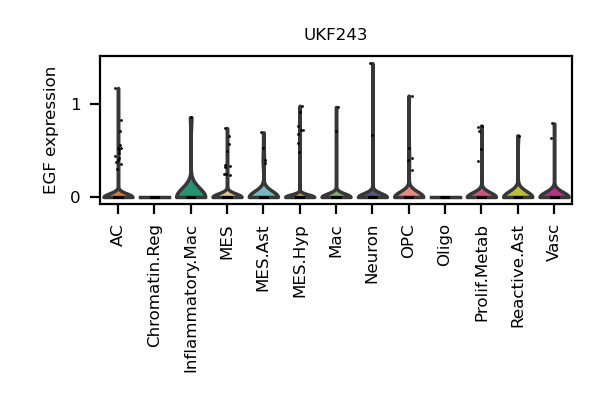 UKF243
EGF expression
1
0
AC
Chromatin.Reg
Inflammatory.Mac
MES
MES.Ast
MES.Hyp
Mac
Neuron
OPC
Oligo
Prolif.Metab
Reactive.Ast
Vasc